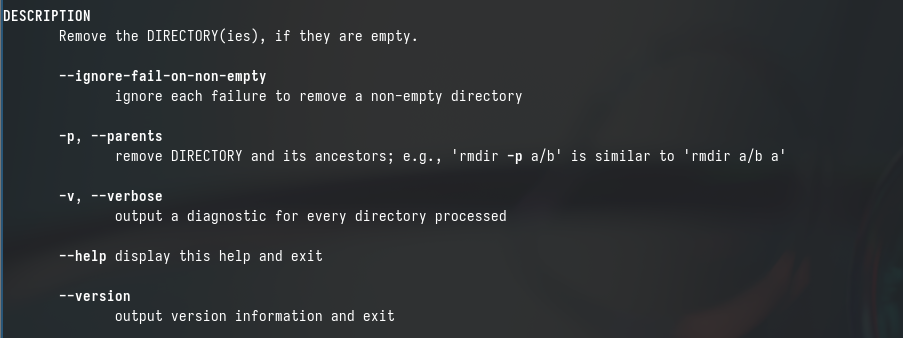 DESCRIPTION
Remove the DIRECTORY(ies), if they are empty.
--ignore-fail-on-non-empty
ignore each failure to remove a non-empty directory
-p, --parents
remove DIRECTORY and its ancestors; e.g., 'rmdir -p a/b' is similar to 'rmdir a/b a'
-v, --verbose
output a diagnostic for every directory processed
--help display this help and exit
--version
output version information and exit